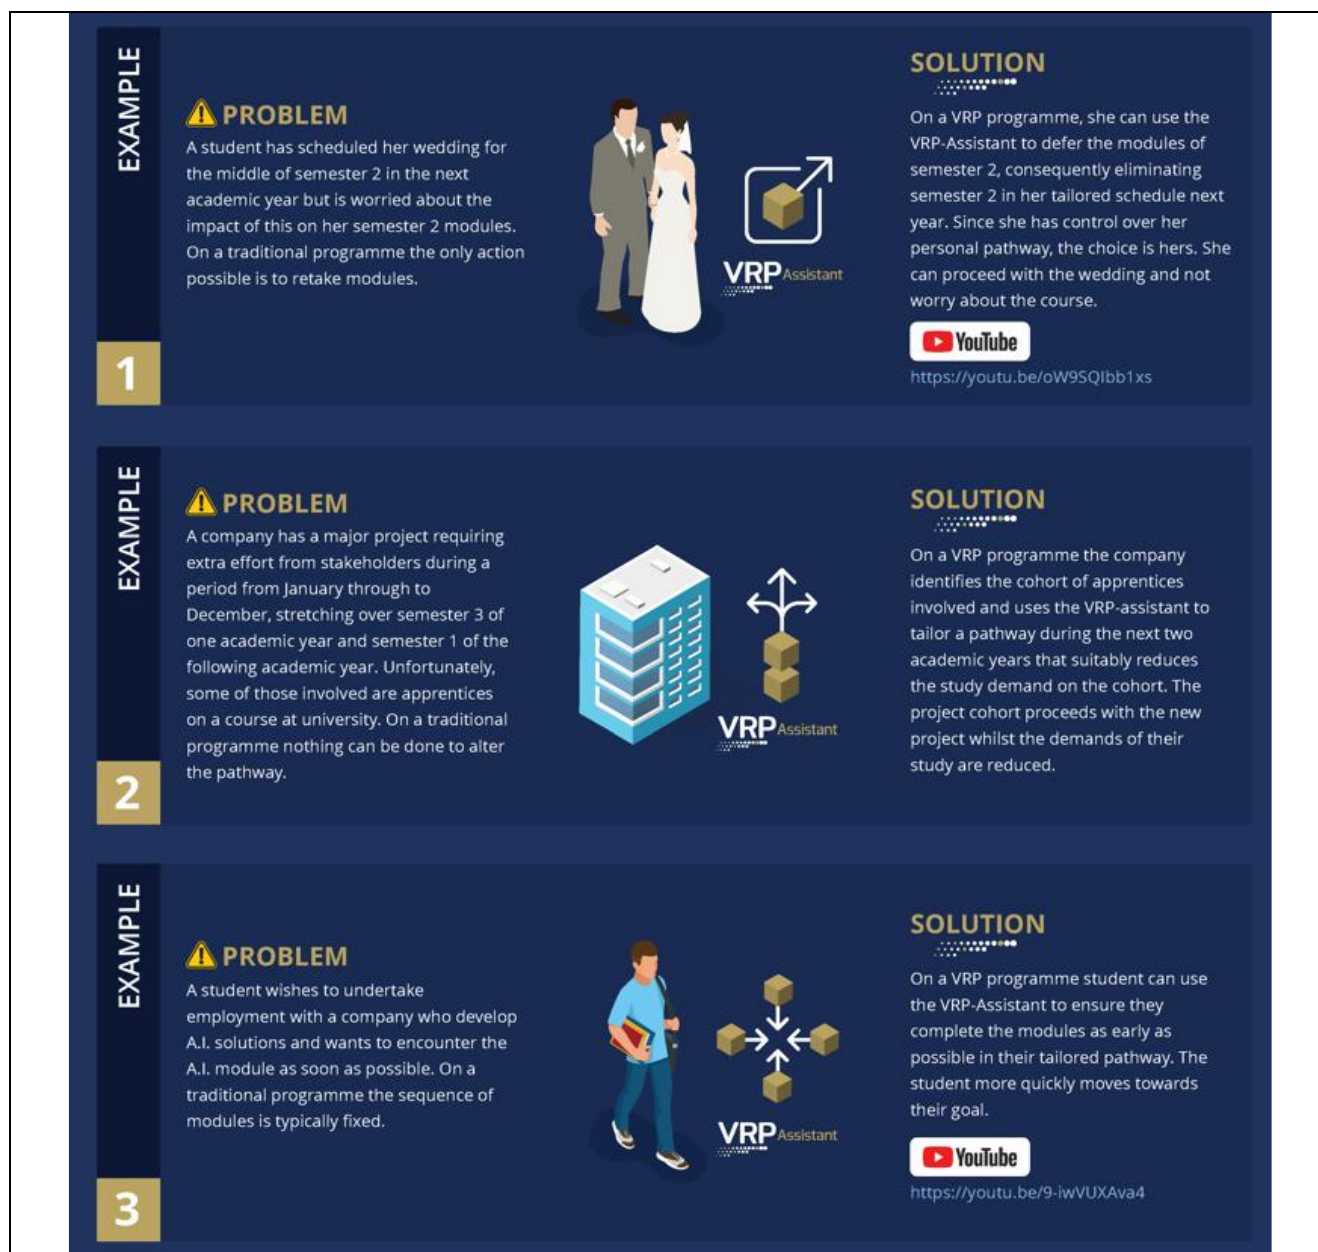 EXAMPLE
1
PROBLEM
A student has scheduled her wedding for
the middle of semester 2 in the next
academic year but is worried about the
impact of this on her semester 2 modules.
On a traditional programme the only action
possible is to retake modules.
VRP Assistant
SOLUTION
On a VRP programme, she can use the
VRP-Assistant to defer the modules of
semester 2, consequently eliminating
semester 2 in her tailored schedule next
year. Since she has control over her
personal pathway, the choice is hers. She
can proceed with the wedding and not
worry about the course.
YouTube
https://youtu.be/oW9SQIbb1xs
EXAMPLE
2
PROBLEM
A company has a major project requiring
extra effort from stakeholders during a
period from January through to
December, stretching over semester 3 of
one academic year and semester 1 of the
following academic year. Unfortunately,
some of those involved are apprentices
on a course at university. On a traditional
programme nothing can be done to alter
the pathway.
VRP Assistant
SOLUTION
On a VRP programme the company
identifies the cohort of apprentices
involved and uses the VRP-assistant to
tailor a pathway during the next two
academic years that suitably reduces
the study demand on the cohort. The
project cohort proceeds with the new
project whilst the demands of their
study are reduced.
EXAMPLE
3
PROBLEM
A student wishes to undertake
employment with a company who develop
A.I. solutions and wants to encounter the
A.I. module as soon as possible. On a
traditional programme the sequence of
modules is typically fixed.
VRP Assistant
SOLUTION
On a VRP programme student can use
the VRP-Assistant to ensure they
complete the modules as early as
possible in their tailored pathway. The
student more quickly moves towards
their goal.
YouTube
https://youtu.be/9-iwVUXAva4